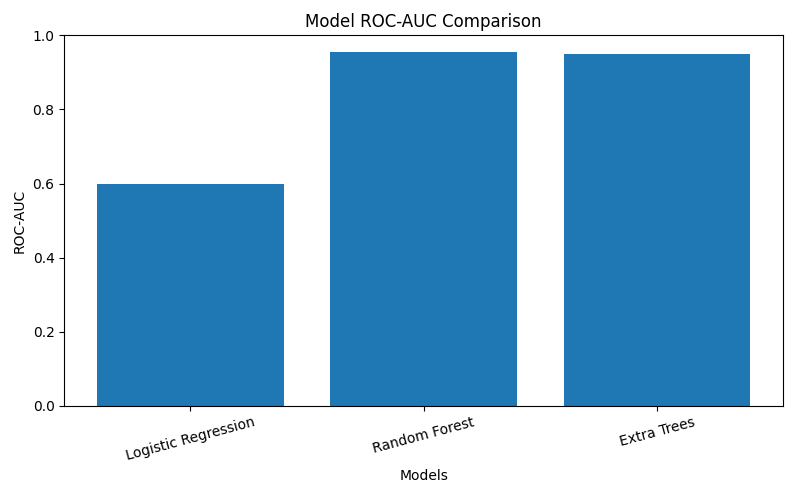 Model ROC-AUC Comparison
1.0
0.8
0.6
0.4
0.2
0.0
ROC-AUC
Logistic Regression
Random Forest
Extra Trees
Models